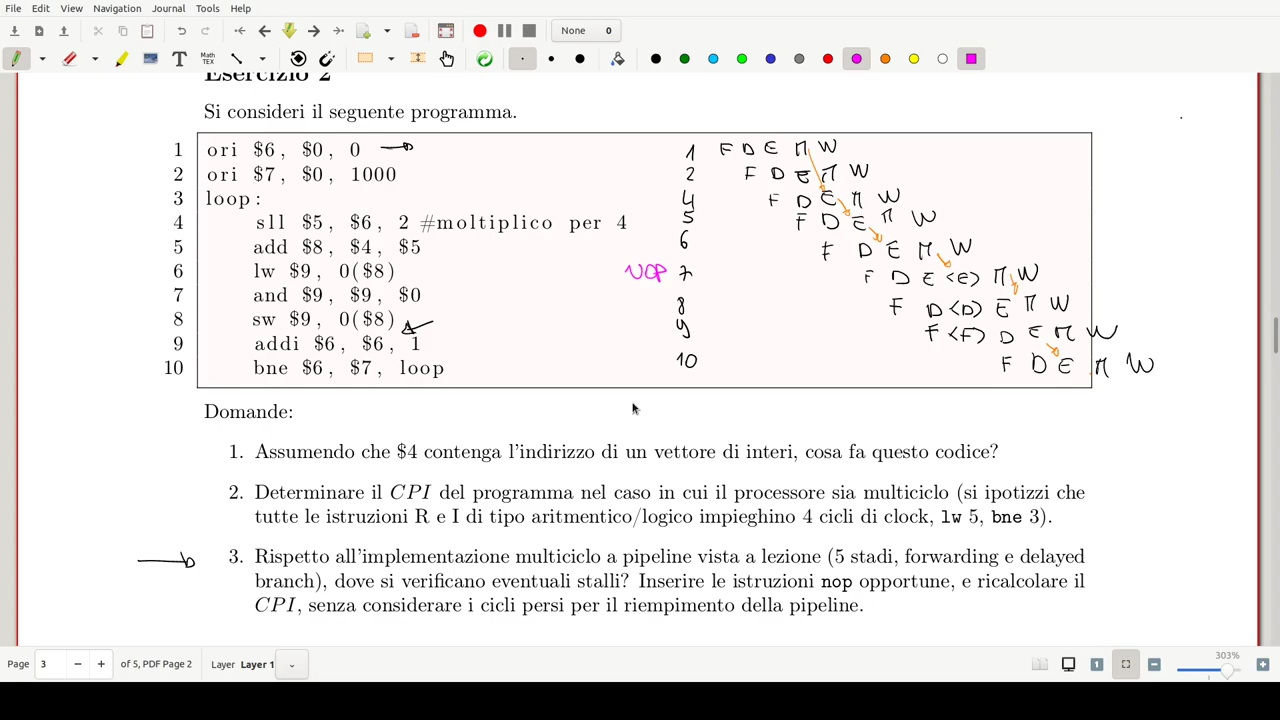 File Edit View Navigation Journal Tools Help
None 0
Esercizio 2
Si consideri il seguente programma.
1 ori $6, $0, 0
2 ori $7, $0, 1000
3 loop:
4 sll $5, $6, 2 #moltiplico per 4
5 add $8, $4, $5
6 lw $9, 0($8)
7 and $9, $9, $0
8 sw $9, 0($8)
9 addi $6, $6, 1
10 bne $6, $7, loop
1 F D E M W
2 F D E M W
4 F D E M W
5 F D E M W
6 F D E M W
NOP 7 F D E <E> M W
8 F D <D> E M W
9 F <F> D E M W
10 F D E M W
Domande:
1. Assumendo che $4 contenga l'indirizzo di un vettore di interi, cosa fa questo codice?
2. Determinare il CPI del programma nel caso in cui il processore sia multiciclo (si ipotizzi che
tutte le istruzioni R e I di tipo aritmetico/logico impieghino 4 cicli di clock, lw 5, bne 3).
3. Rispetto all'implementazione multiciclo a pipeline vista a lezione (5 stadi, forwarding e delayed
branch), dove si verificano eventuali stalli? Inserire le istruzioni nop opportune, e ricalcolare il
CPI, senza considerare i cicli persi per il riempimento della pipeline.
Page 3 of 5, PDF Page 2 Layer Layer 1 303%